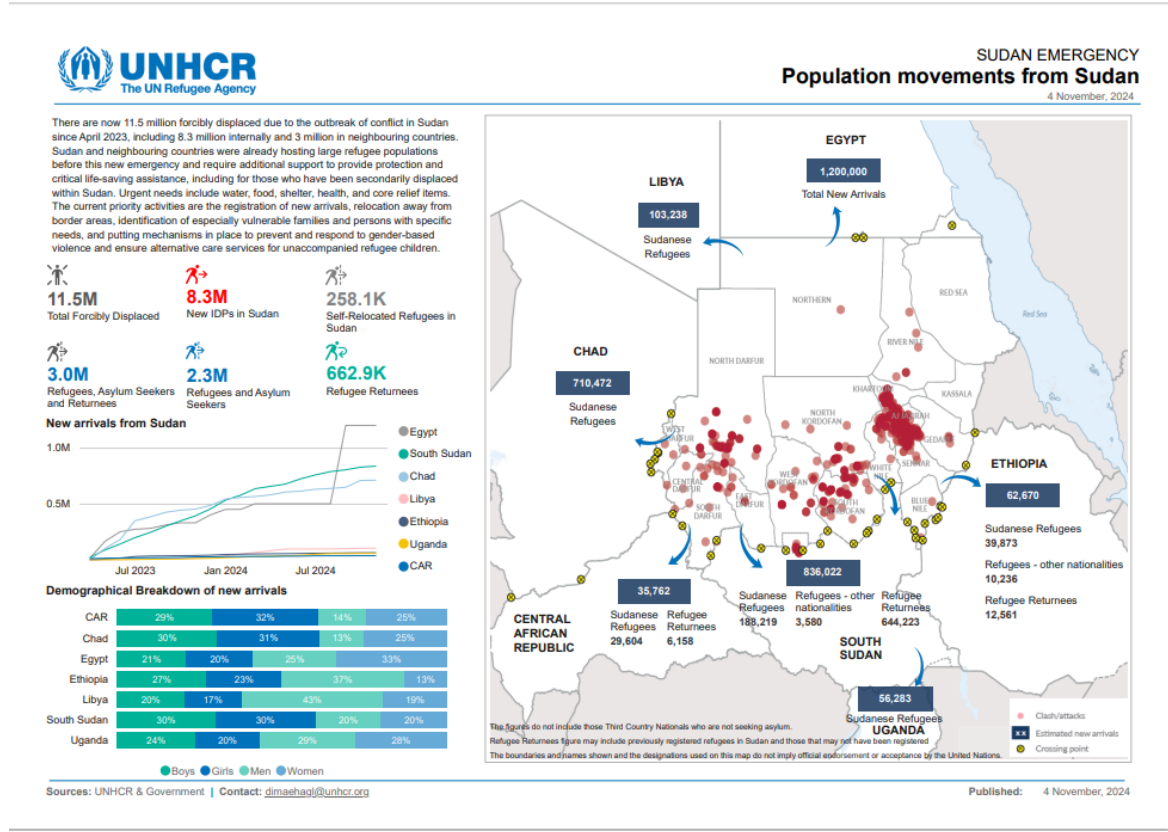 UNHCR
The UN Refugee Agency
SUDAN EMERGENCY
Population movements from Sudan
4 November, 2024
There are now 11.5 million forcibly displaced due to the outbreak of conflict in Sudan
since April 2023, including 8.3 million internally and 3 million in neighbouring countries.
Sudan and neighbouring countries were already hosting large refugee populations
before this new emergency and require additional support to provide protection and
critical life-saving assistance, including for those who have been secondarily displaced
within Sudan. Urgent needs include water, food, shelter, health, and core relief items.
The current priority activities are the registration of new arrivals, relocation away from
border areas, identification of especially vulnerable families and persons with specific
needs, and putting mechanisms in place to prevent and respond to gender-based
violence and ensure alternative care services for unaccompanied refugee children.
11.5M
Total Forcibly Displaced
8.3M
New IDPs in Sudan
258.1K
Self-Relocated Refugees in
Sudan
3.0M
Refugees, Asylum Seekers
and Returnees
2.3M
Refugees and Asylum
Seekers
662.9K
Refugee Returnees
New arrivals from Sudan
1.0M
0.5M
Jul 2023
Jan 2024
Jul 2024
Egypt
South Sudan
Chad
Libya
Ethiopia
Uganda
CAR
Demographical Breakdown of new arrivals
CAR 29% 32% 14% 25%
Chad 30% 31% 13% 25%
Egypt 21% 20% 25% 33%
Ethiopia 27% 23% 37% 13%
Libya 20% 17% 43% 19%
South Sudan 30% 30% 20% 20%
Uganda 24% 20% 29% 28%
Boys Girls Men Women
EGYPT
1,200,000
Total New Arrivals
LIBYA
103,238
Sudanese
Refugees
CHAD
710,472
Sudanese
Refugees
NORTHERN
RED SEA
Red Sea
RIVER NILE
NORTH DARFUR
KASSALA
NORTH
KORDOFAN
WEST
DARFUR
CENTRAL
DARFUR
SOUTH
DARFUR
EAST
DARFUR
WEST
KORDOFAN
SOUTH
KORDOFAN
WHITE
NILE
SENNAR
BLUE
NILE
ETHIOPIA
62,670
Sudanese Refugees
39,873
Refugees - other nationalities
10,236
Refugee Returnees
12,561
CENTRAL
AFRICAN
REPUBLIC
35,762
Sudanese
Refugees
29,604
Refugee
Returnees
6,158
836,022
Sudanese
Refugees
188,219
Refugees - other
nationalities
3,580
Refugee
Returnees
644,223
SOUTH
SUDAN
56,283
Sudanese Refugees
UGANDA
The figures do not include those Third Country Nationals who are not seeking asylum.
Refugee Returnees figure may include previously registered refugees in Sudan and those that may not have been registered
The boundaries and names shown and the designations used on this map do not imply official endorsement or acceptance by the United Nations.
Clash/attacks
XX Estimated new arrivals
Crossing point
Sources: UNHCR & Government | Contact: dimaehagl@unhcr.org
Published: 4 November, 2024